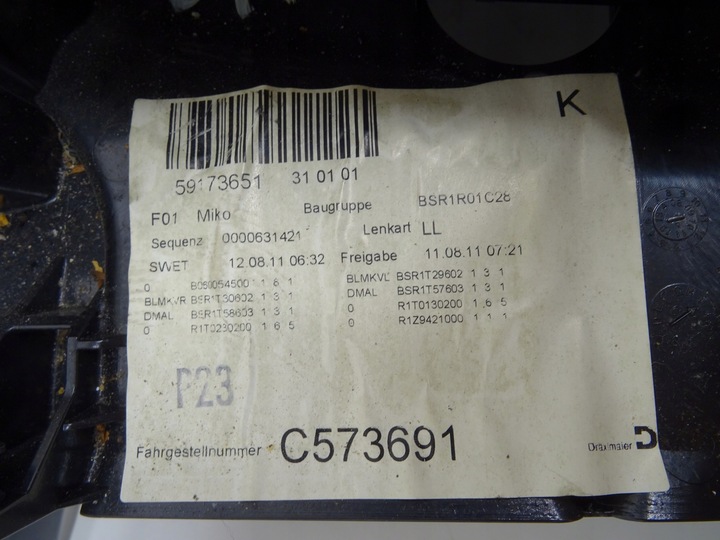 K
59173651 31 01 01
F01 Miko Baugruppe BSR1R01C28
Sequenz 0000631421 Lenkart LL
SWET 12.08.11 06:32 Freigabe 11.08.11 07:21
0 B050054500 1 6 1 BLMKVL BSR1T29602 1 3 1
BLMKVR BSR1T30602 1 3 1 DMAL BSR1T57603 1 3 1
DMAL BSR1T58603 1 3 1 0 R1T0130200 1 6 5
0 R1T0230200 1 6 5 0 R1Z9421000 1 1 1
P23
Fahrgestellnummer C573691 Dräxlmaier D